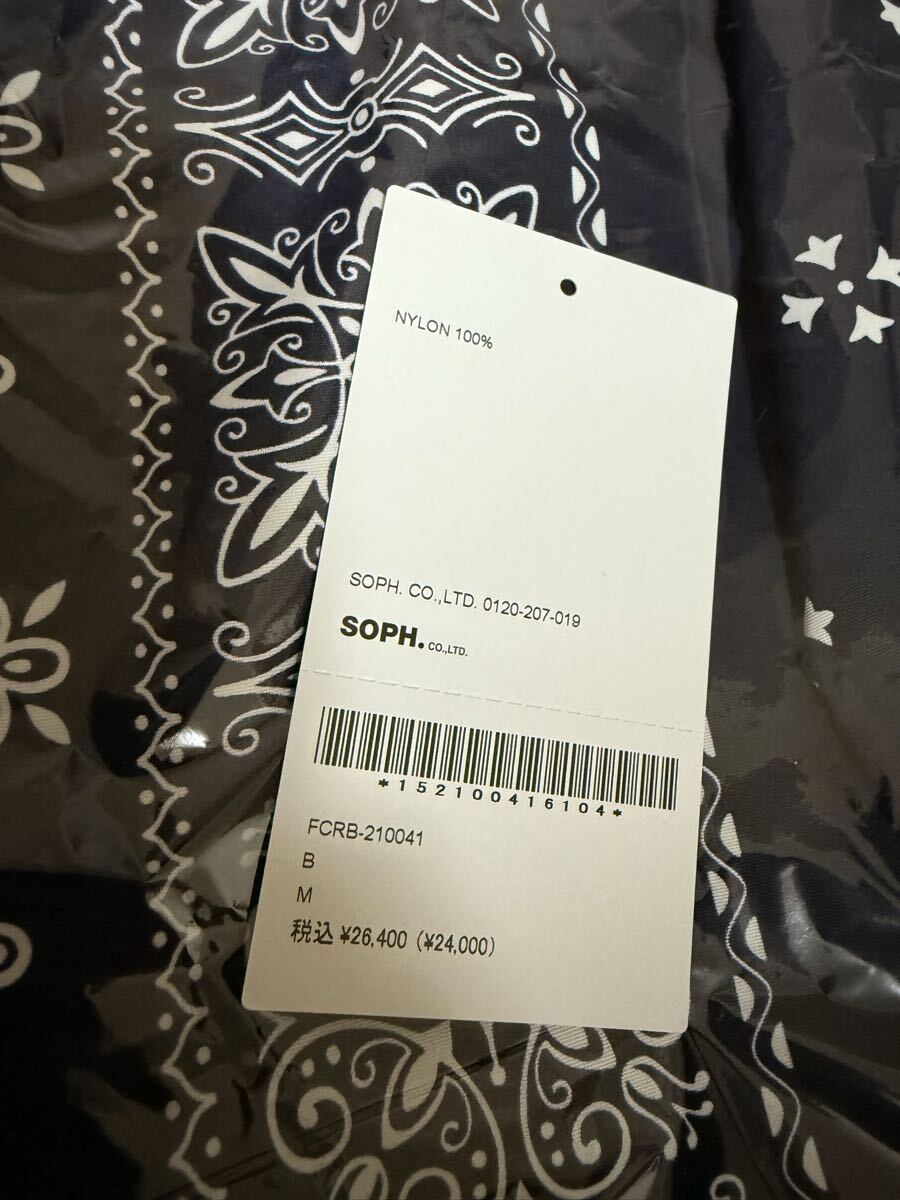 NYLON 100%
SOPH. CO.,LTD. 0120-207-019
SOPH. CO.,LTD.
*152100416104*
FCRB-210041
B
M
税込 ¥26,400 (¥24,000)